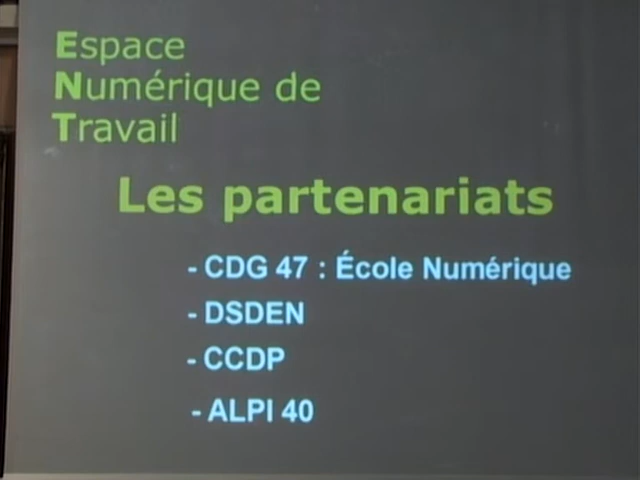 Espace
Numérique de
Travail
Les partenariats
- CDG 47 : École Numérique
- DSDEN
- CCDP
- ALPI 40